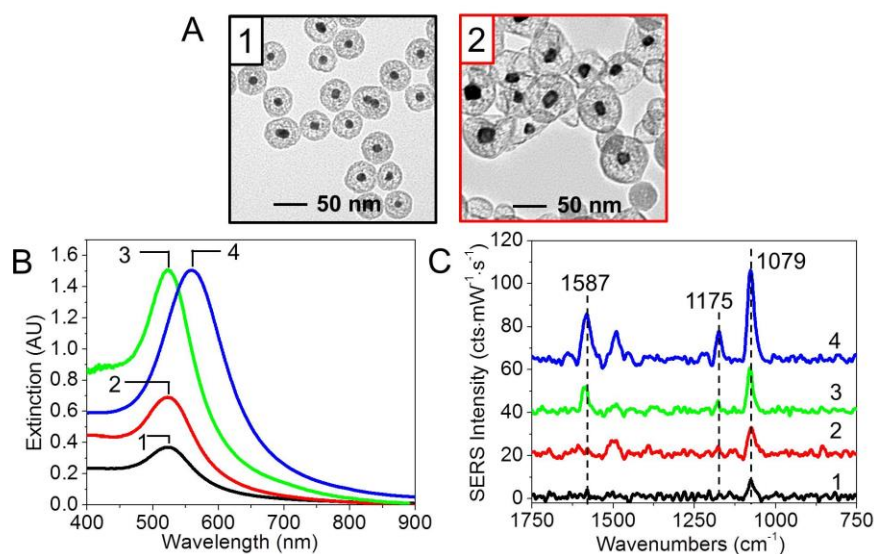 A
1
2
50 nm
50 nm
B
Extinction (AU)
1.6
1.4
1.2
1.0
0.8
0.6
0.4
0.2
0.0
3
4
2
1
400 500 600 700 800 900
Wavelength (nm)
C
SERS Intensity (cts·mW⁻¹·s⁻¹)
120
100
80
60
40
20
0
1587
1175
1079
4
3
2
1
1750 1500 1250 1000 750
Wavenumbers (cm⁻¹)